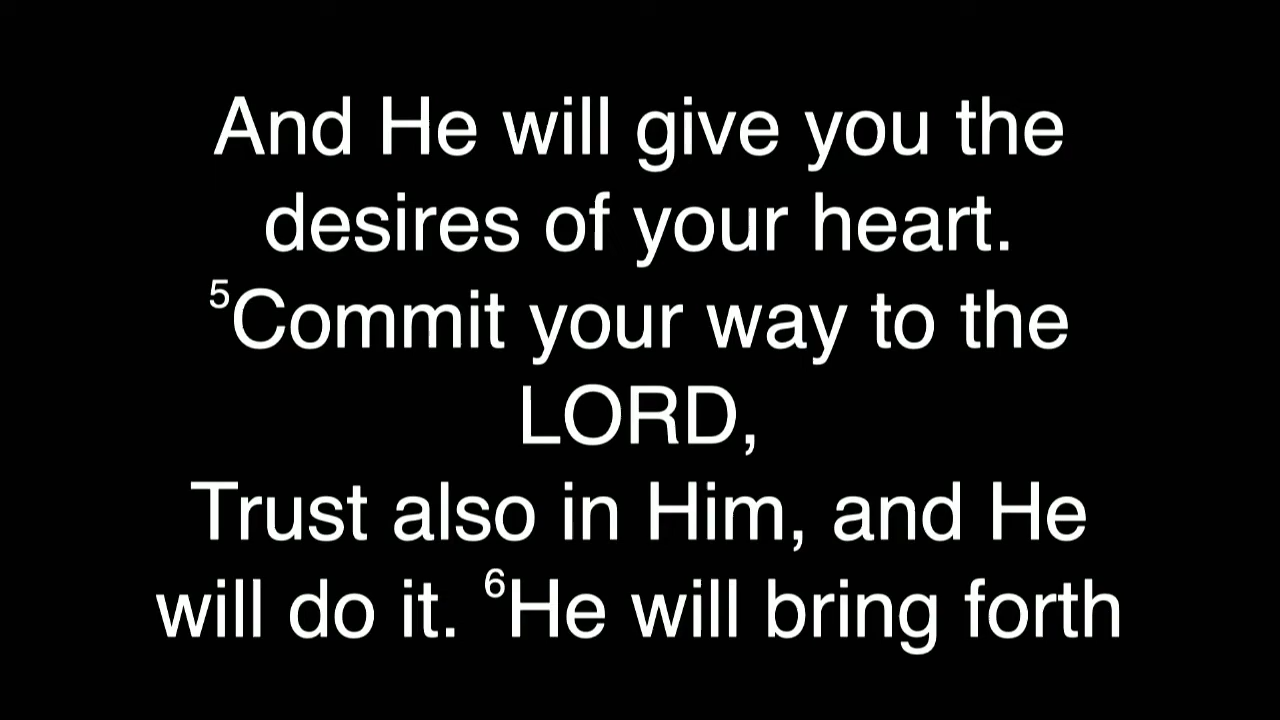 And He will give you the
desires of your heart.
⁵Commit your way to the
LORD,
Trust also in Him, and He
will do it. ⁶He will bring forth